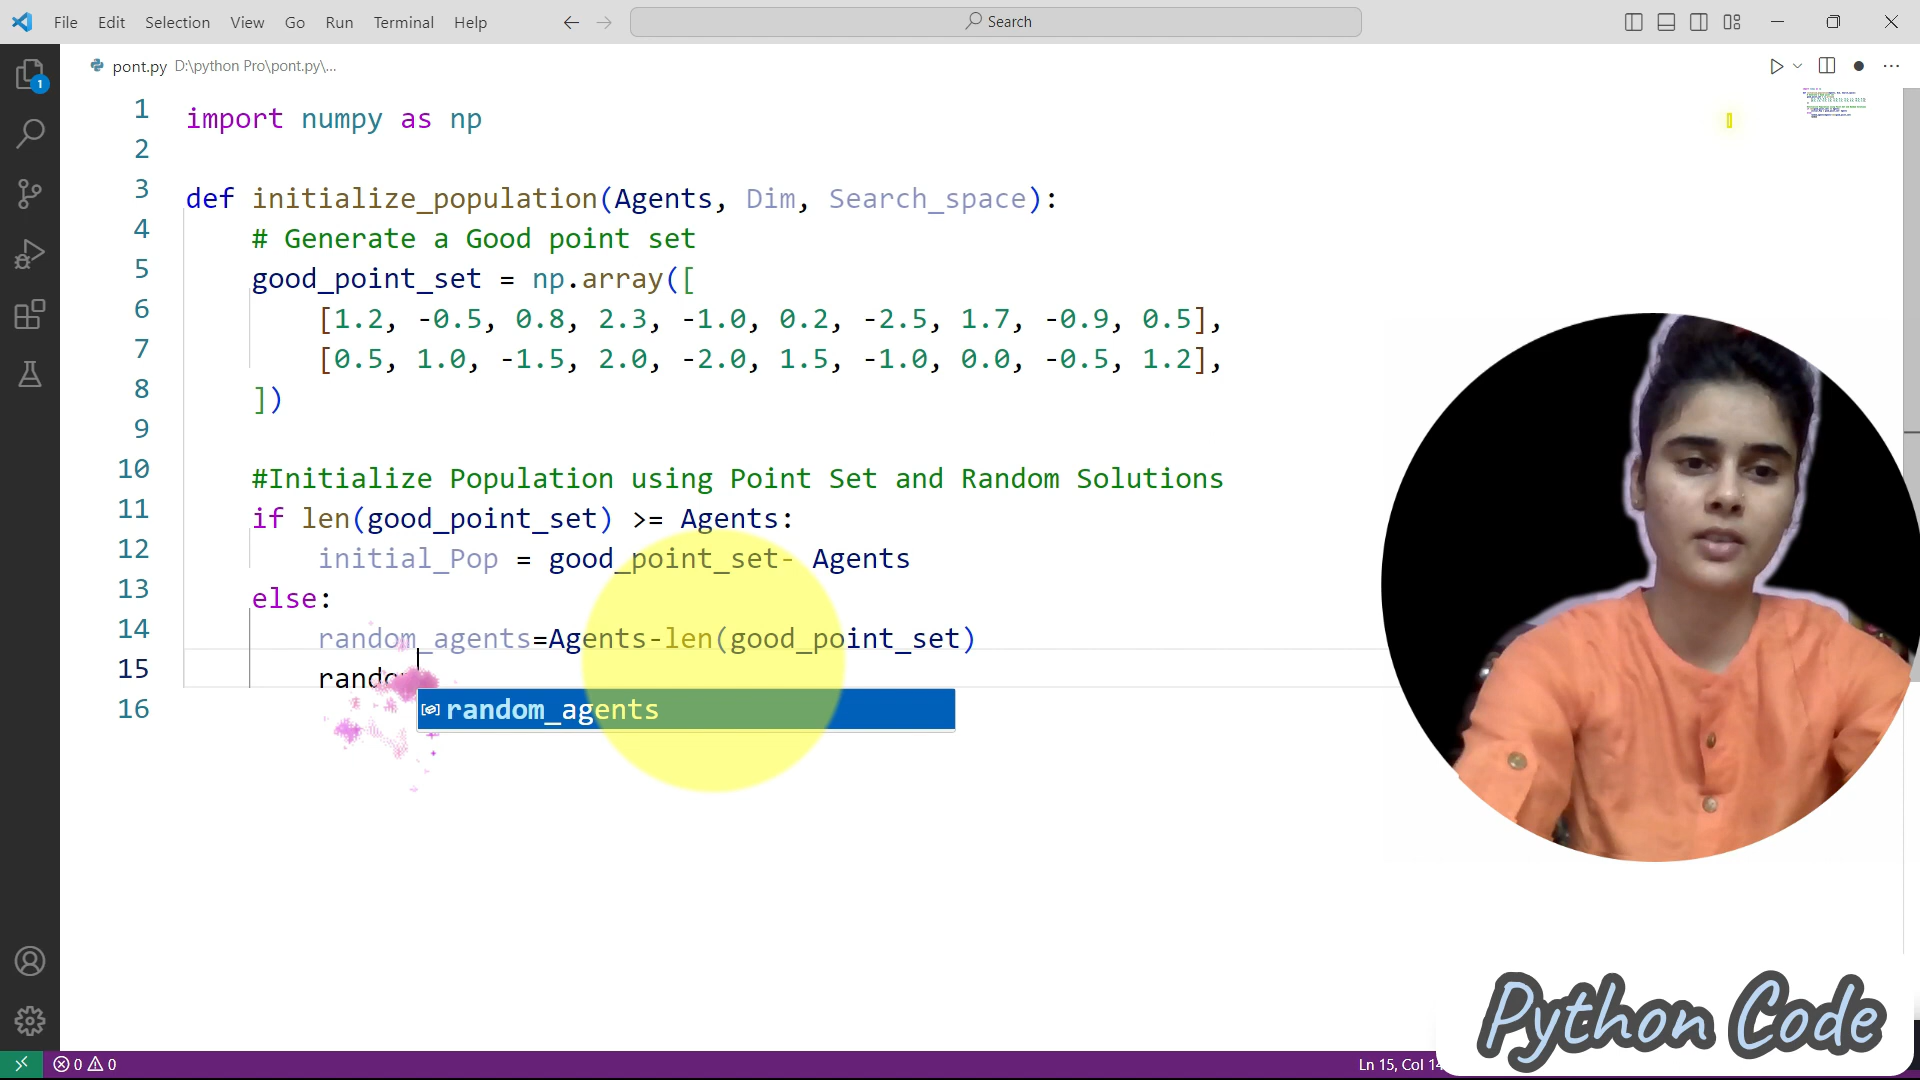 File Edit Selection View Go Run Terminal Help Search
1
pont.py D:\python Pro\pont.py\...
1 import numpy as np
2
3 def initialize_population(Agents, Dim, Search_space):
4 # Generate a Good point set
5 good_point_set = np.array([
6 [1.2, -0.5, 0.8, 2.3, -1.0, 0.2, -2.5, 1.7, -0.9, 0.5],
7 [0.5, 1.0, -1.5, 2.0, -2.0, 1.5, -1.0, 0.0, -0.5, 1.2],
8 ])
9
10 #Initialize Population using Point Set and Random Solutions
11 if len(good_point_set) >= Agents:
12 initial_Pop = good_point_set- Agents
13 else:
14 random_agents=Agents-len(good_point_set)
15
16 random_agents
Python Code
0 0
Ln 15, Col